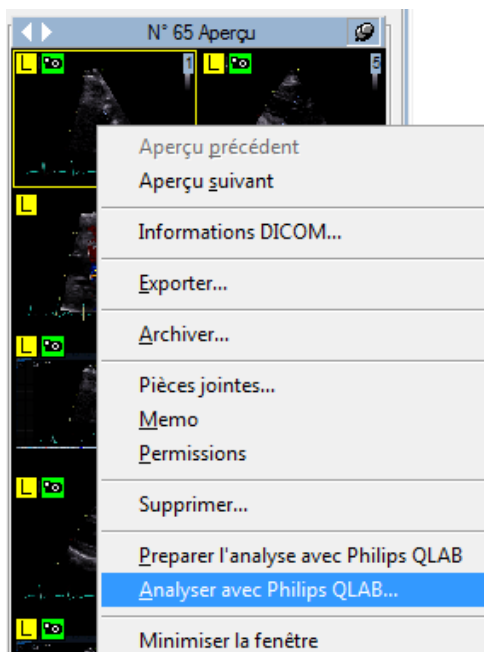 N° 65 Aperçu
L 1 L 5
Aperçu précédent
Aperçu suivant
L
Informations DICOM...
Exporter...
Archiver...
L
Pièces jointes...
Memo
Permissions
L
Supprimer...
Preparer l'analyse avec Philips QLAB
Analyser avec Philips QLAB...
L
Minimiser la fenêtre